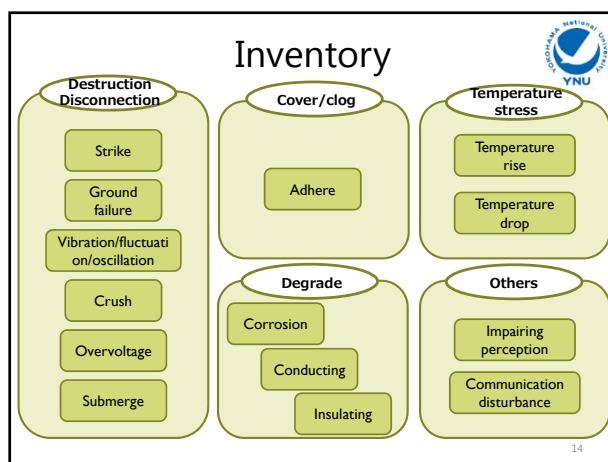 Inventory
YOKOHAMA National University
YNU
Destruction
Disconnection
Strike
Ground
failure
Vibration/fluctuati
on/oscillation
Crush
Overvoltage
Submerge
Cover/clog
Adhere
Temperature
stress
Temperature
rise
Temperature
drop
Degrade
Corrosion
Conducting
Insulating
Others
Impairing
perception
Communication
disturbance
14